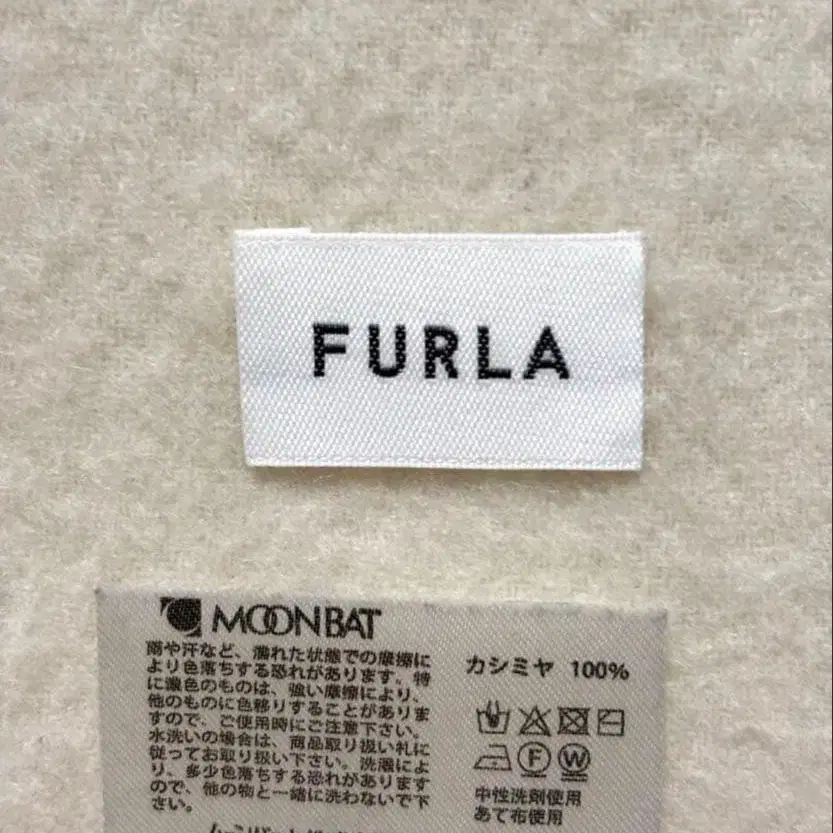 FURLA
MOONBAT
雨や汗など、濡れた状態での摩擦に
より色落ちする恐れがあります。特
に濃色のものは、強い摩擦により、
他のものに色移りすることがありま
すので、ご使用時にご注意下さい。
水洗いの場合は、商品取り扱い札に
従ってお取り扱い下さい。洗濯によ
り、多少色落ちする恐れがあります
ので、他の物と一緒に洗わないで下
さい。
カシミヤ 100%
F W
中性洗剤使用
あて布使用